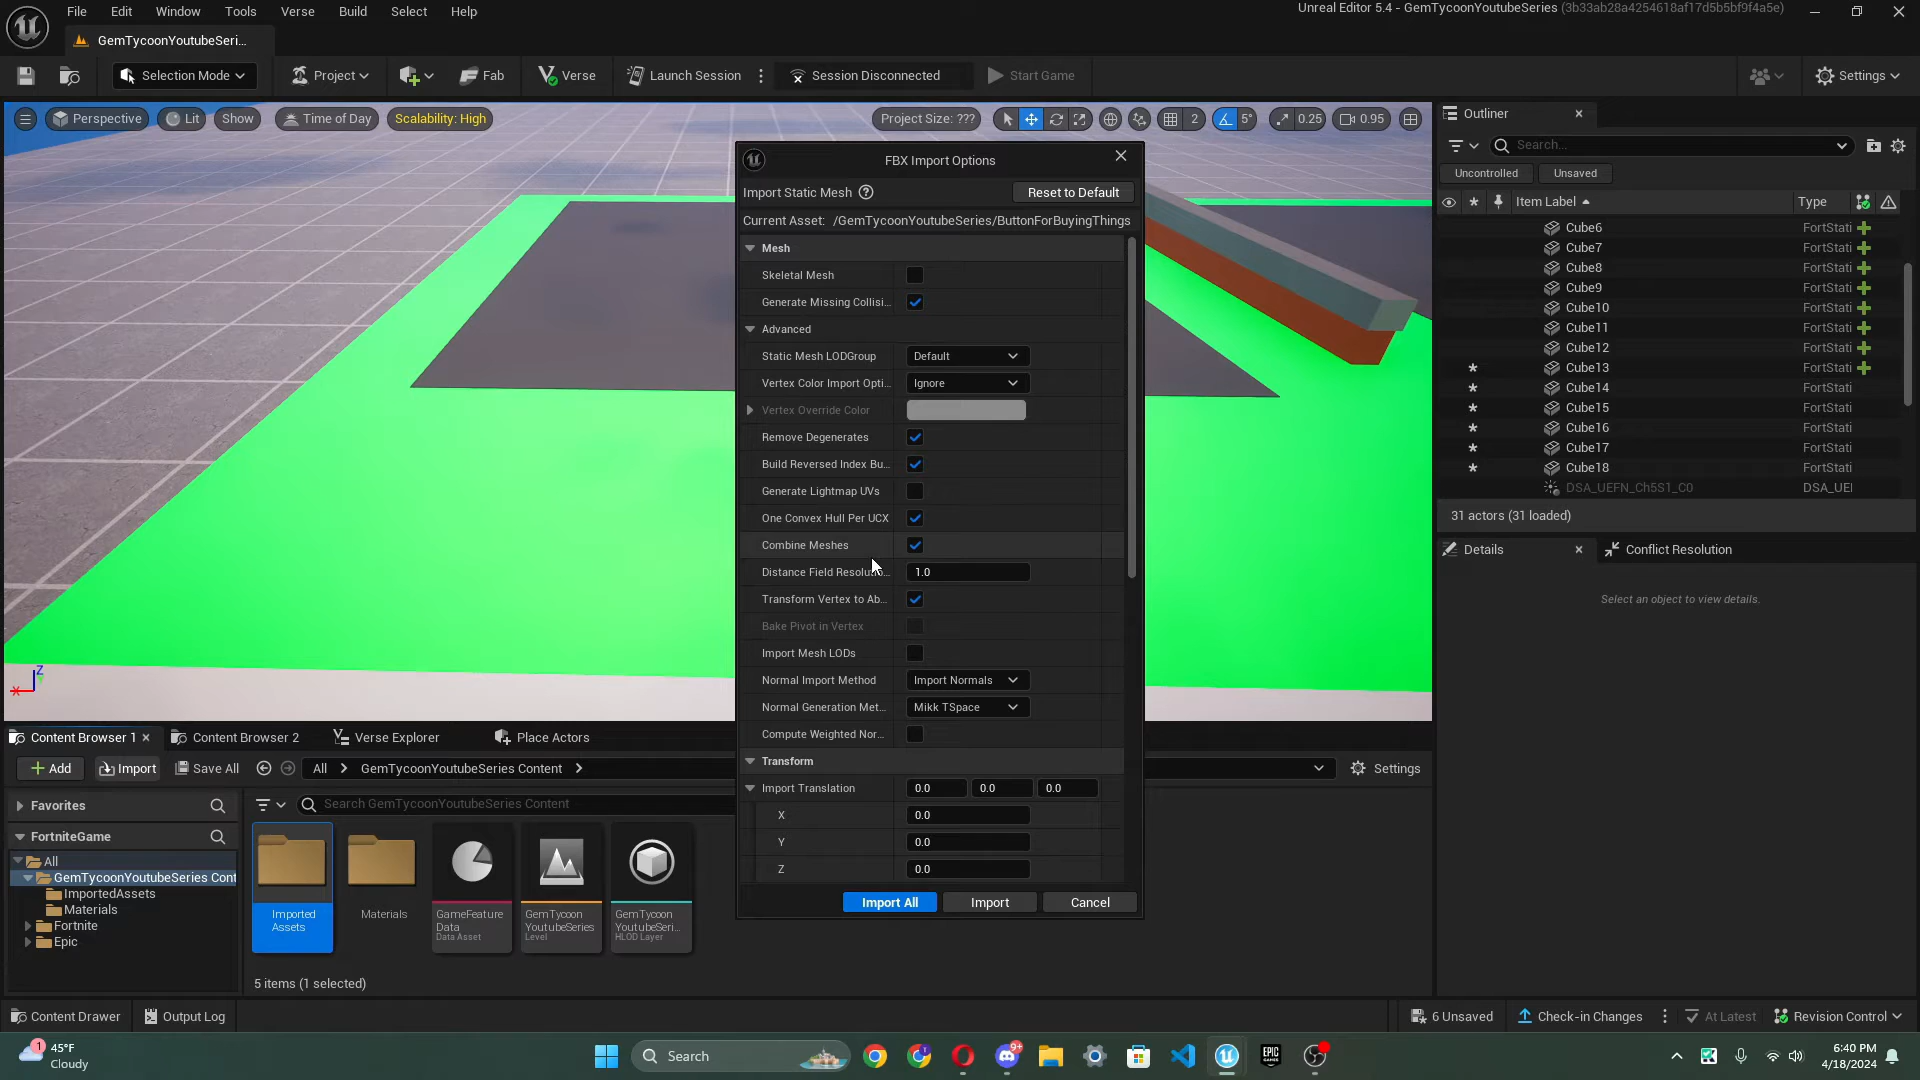 File Edit Window Tools Verse Build Select Help
Unreal Editor 5.4 - GemTycoonYoutubeSeries (3b33ab28a4254618af17d5b5bf9f4a5e)
GemTycoonYoutubeSeri...
Selection Mode
Project
Fab
Verse
Launch Session
Session Disconnected
Start Game
Settings
Perspective
Lit
Show
Time of Day
Scalability: High
Project Size: ???
2
5°
0.25
0.95
FBX Import Options
Import Static Mesh
Reset to Default
Current Asset: /GemTycoonYoutubeSeries/ButtonForBuyingThings
Mesh
Skeletal Mesh
Generate Missing Collisi...
Advanced
Static Mesh LODGroup Default
Vertex Color Import Opti... Ignore
Vertex Override Color
Remove Degenerates
Build Reversed Index Bu...
Generate Lightmap UVs
One Convex Hull Per UCX
Combine Meshes
Distance Field Resolutio... 1.0
Transform Vertex to Ab...
Bake Pivot in Vertex
Import Mesh LODs
Normal Import Method Import Normals
Normal Generation Met... Mikk TSpace
Compute Weighted Nor...
Transform
Import Translation 0.0 0.0 0.0
X 0.0
Y 0.0
Z 0.0
Import All
Import
Cancel
Outliner
Search...
Uncontrolled
Unsaved
Item Label Type
Cube6 FortStati
Cube7 FortStati
Cube8 FortStati
Cube9 FortStati
Cube10 FortStati
Cube11 FortStati
Cube12 FortStati
Cube13 FortStati
Cube14 FortStati
Cube15 FortStati
Cube16 FortStati
Cube17 FortStati
Cube18 FortStati
DSA_UEFN_Ch5S1_C0 DSA_UEI
31 actors (31 loaded)
Details
Conflict Resolution
Select an object to view details.
Z
X
Content Browser 1
Content Browser 2
Verse Explorer
Place Actors
Add
Import
Save All
All
GemTycoonYoutubeSeries Content
Settings
Favorites
FortniteGame
All
GemTycoonYoutubeSeries Cont
ImportedAssets
Materials
Fortnite
Epic
Search GemTycoonYoutubeSeries Content
Imported
Assets
Materials
GameFeature
Data
Data Asset
GemTycoon
YoutubeSeries
Level
GemTycoon
YoutubeSeri...
HLOD Layer
5 items (1 selected)
Content Drawer
Output Log
6 Unsaved
Check-in Changes
At Latest
Revision Control
1
45°F
Cloudy
Search
9+
EPIC
GAMES
6:40 PM
4/18/2024